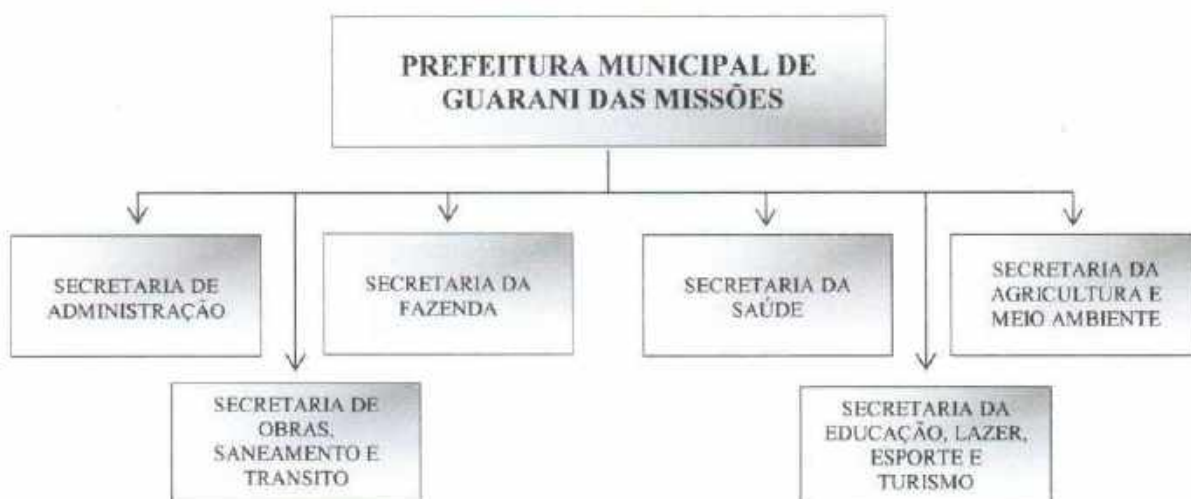 PREFEITURA MUNICIPAL DE
GUARANI DAS MISSÕES
SECRETARIA DE
ADMINISTRAÇÃO
SECRETARIA DA
FAZENDA
SECRETARIA DA
SAÚDE
SECRETARIA DA
AGRICULTURA E
MEIO AMBIENTE
SECRETARIA DE
OBRAS,
SANEAMENTO E
TRANSITO
SECRETARIA DA
EDUCAÇÃO, LAZER,
ESPORTE E
TURISMO